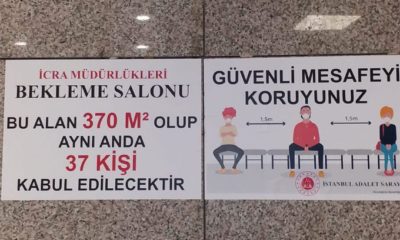 İCRA MÜDÜRLÜKLERİ
BEKLEME SALONU
BU ALAN 370 M² OLUP
AYNI ANDA
37 KİŞİ
KABUL EDİLECEKTİR
GÜVENLİ MESAFEYİ
KORUYUNUZ
1.5m
1,5m
İSTANBUL ADALET SARAY